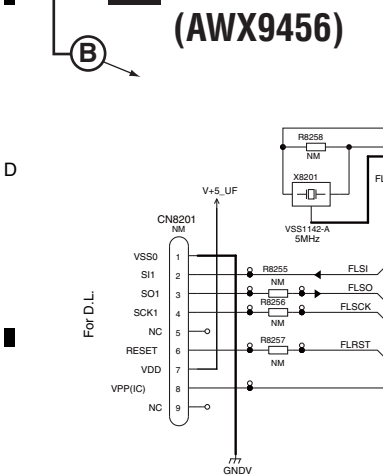 (AWX9456)
B
D
R8258
NM
X8201
FL
VSS1142-A
5MHz
V+5_UF
CN8201
NM
For D.L.
VSS0 1
SI1 2 R8255 FLSI
NM
SO1 3 FLSO
R8256
SCK1 4 FLSCK
NM
NC 5
R8257
RESET 6 FLRST
NM
VDD 7
VPP(IC) 8
NC 9
GNDV